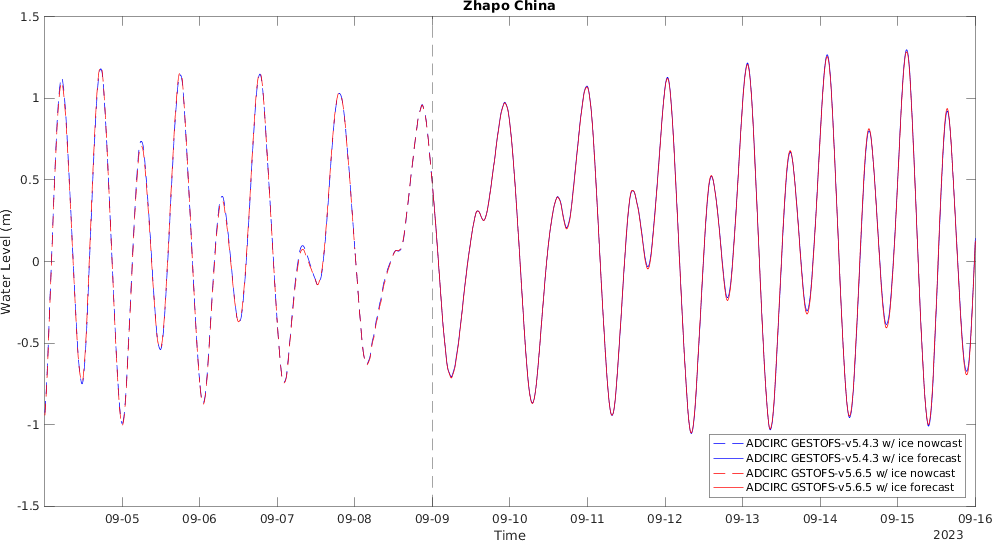 Zhapo China
1.5
1
0.5
0
-0.5
-1
-1.5
Water Level (m)
ADCIRC GESTOFS-v5.4.3 w/ ice nowcast
ADCIRC GESTOFS-v5.4.3 w/ ice forecast
ADCIRC GSTOFS-v5.6.5 w/ ice nowcast
ADCIRC GSTOFS-v5.6.5 w/ ice forecast
09-05 09-06 09-07 09-08 09-09 09-10 09-11 09-12 09-13 09-14 09-15 09-16
Time
2023